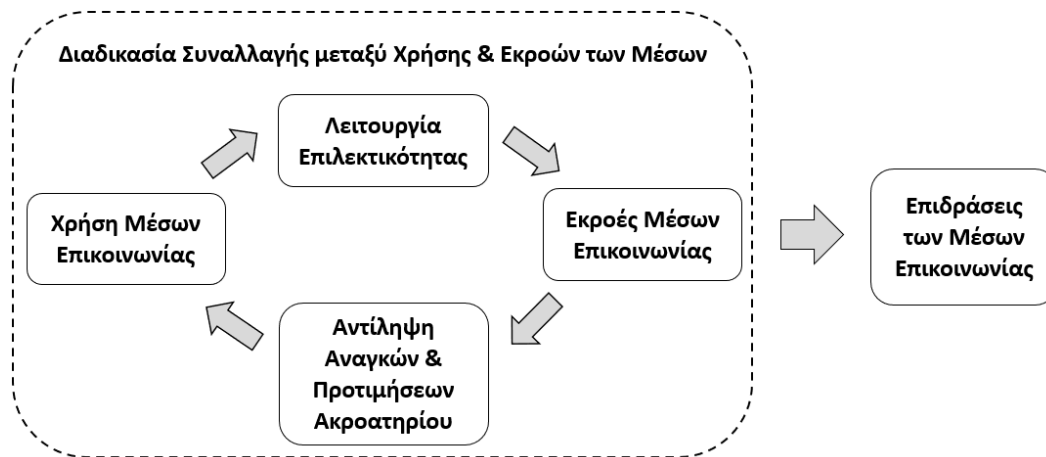 Διαδικασία Συναλλαγής μεταξύ Χρήσης & Εκροών των Μέσων
Λειτουργία
Επιλεκτικότητας
Χρήση Μέσων
Επικοινωνίας
Εκροές Μέσων
Επικοινωνίας
Αντίληψη
Αναγκών &
Προτιμήσεων
Ακροατηρίου
Επιδράσεις
των Μέσων
Επικοινωνίας